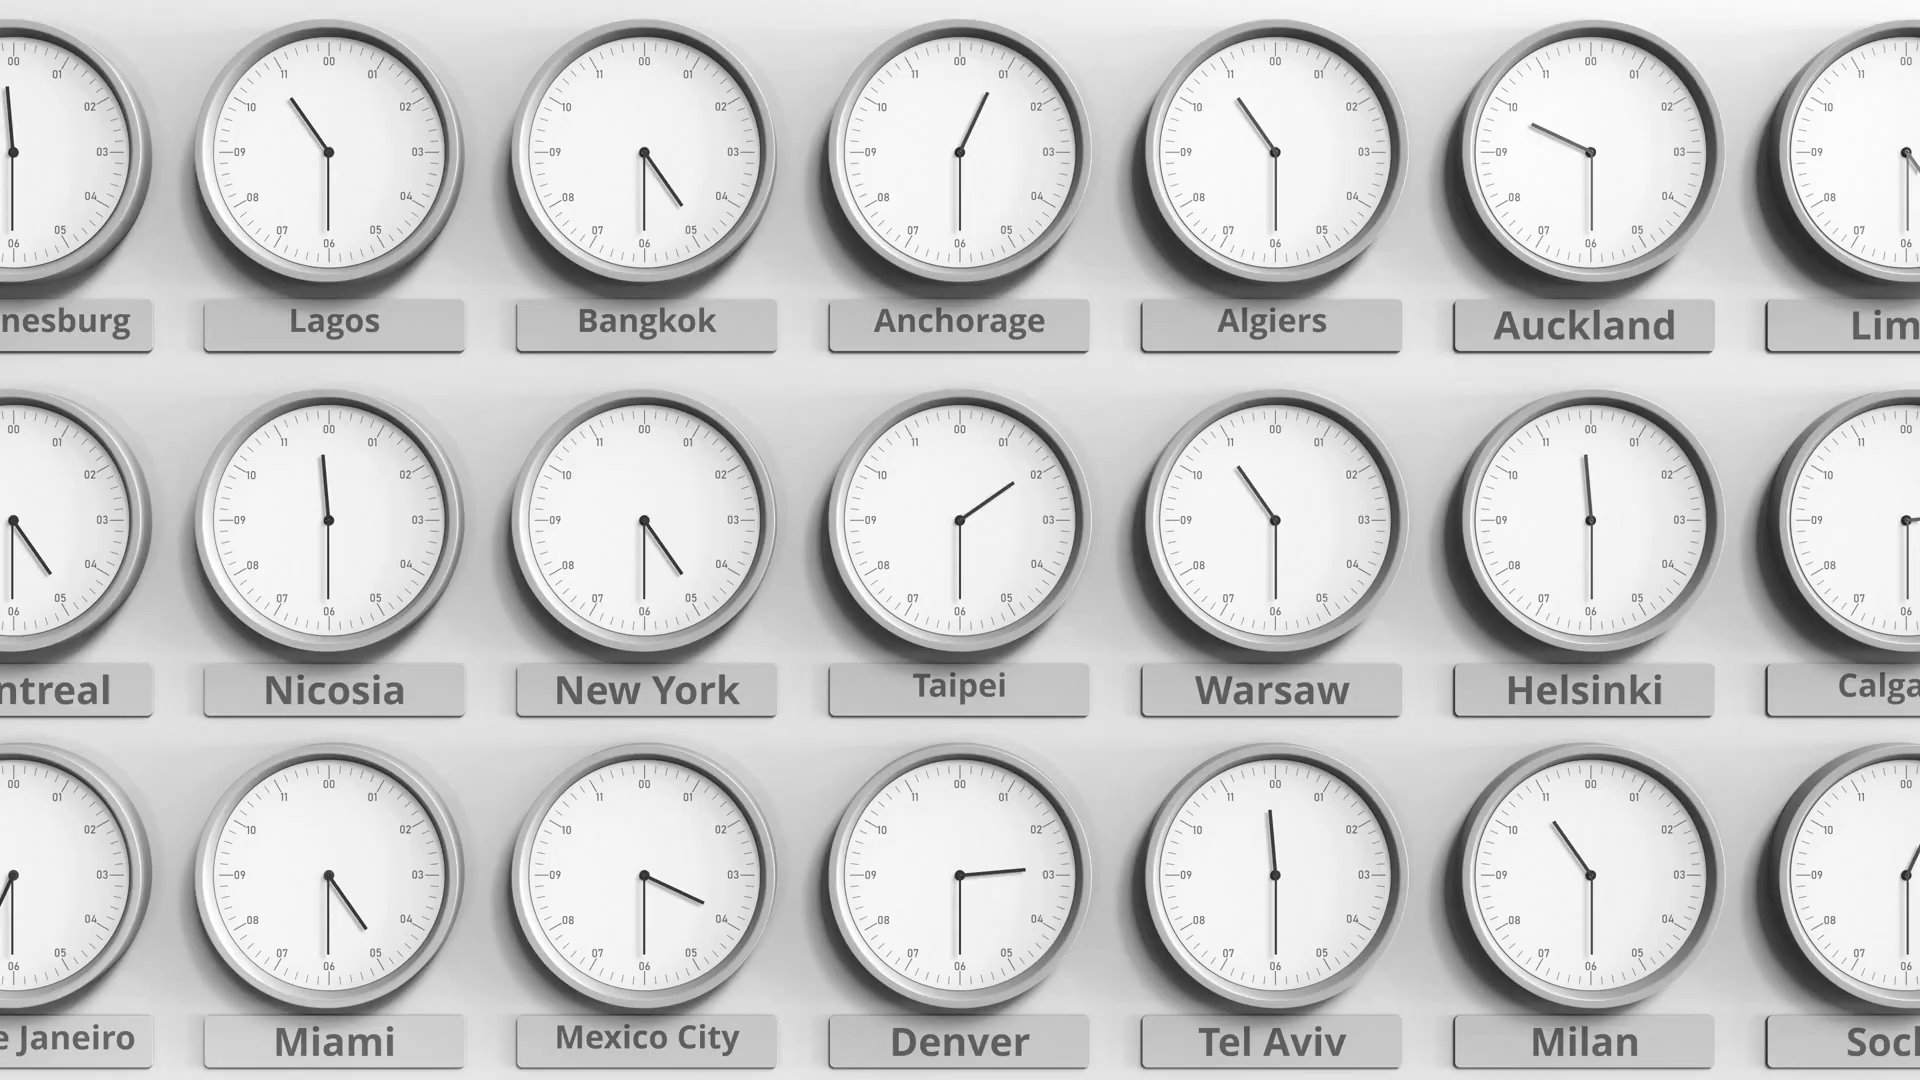 nesburg
Lagos
Bangkok
Anchorage
Algiers
Auckland
Lim
ntreal
Nicosia
New York
Taipei
Warsaw
Helsinki
Calga
e Janeiro
Miami
Mexico City
Denver
Tel Aviv
Milan
Soc